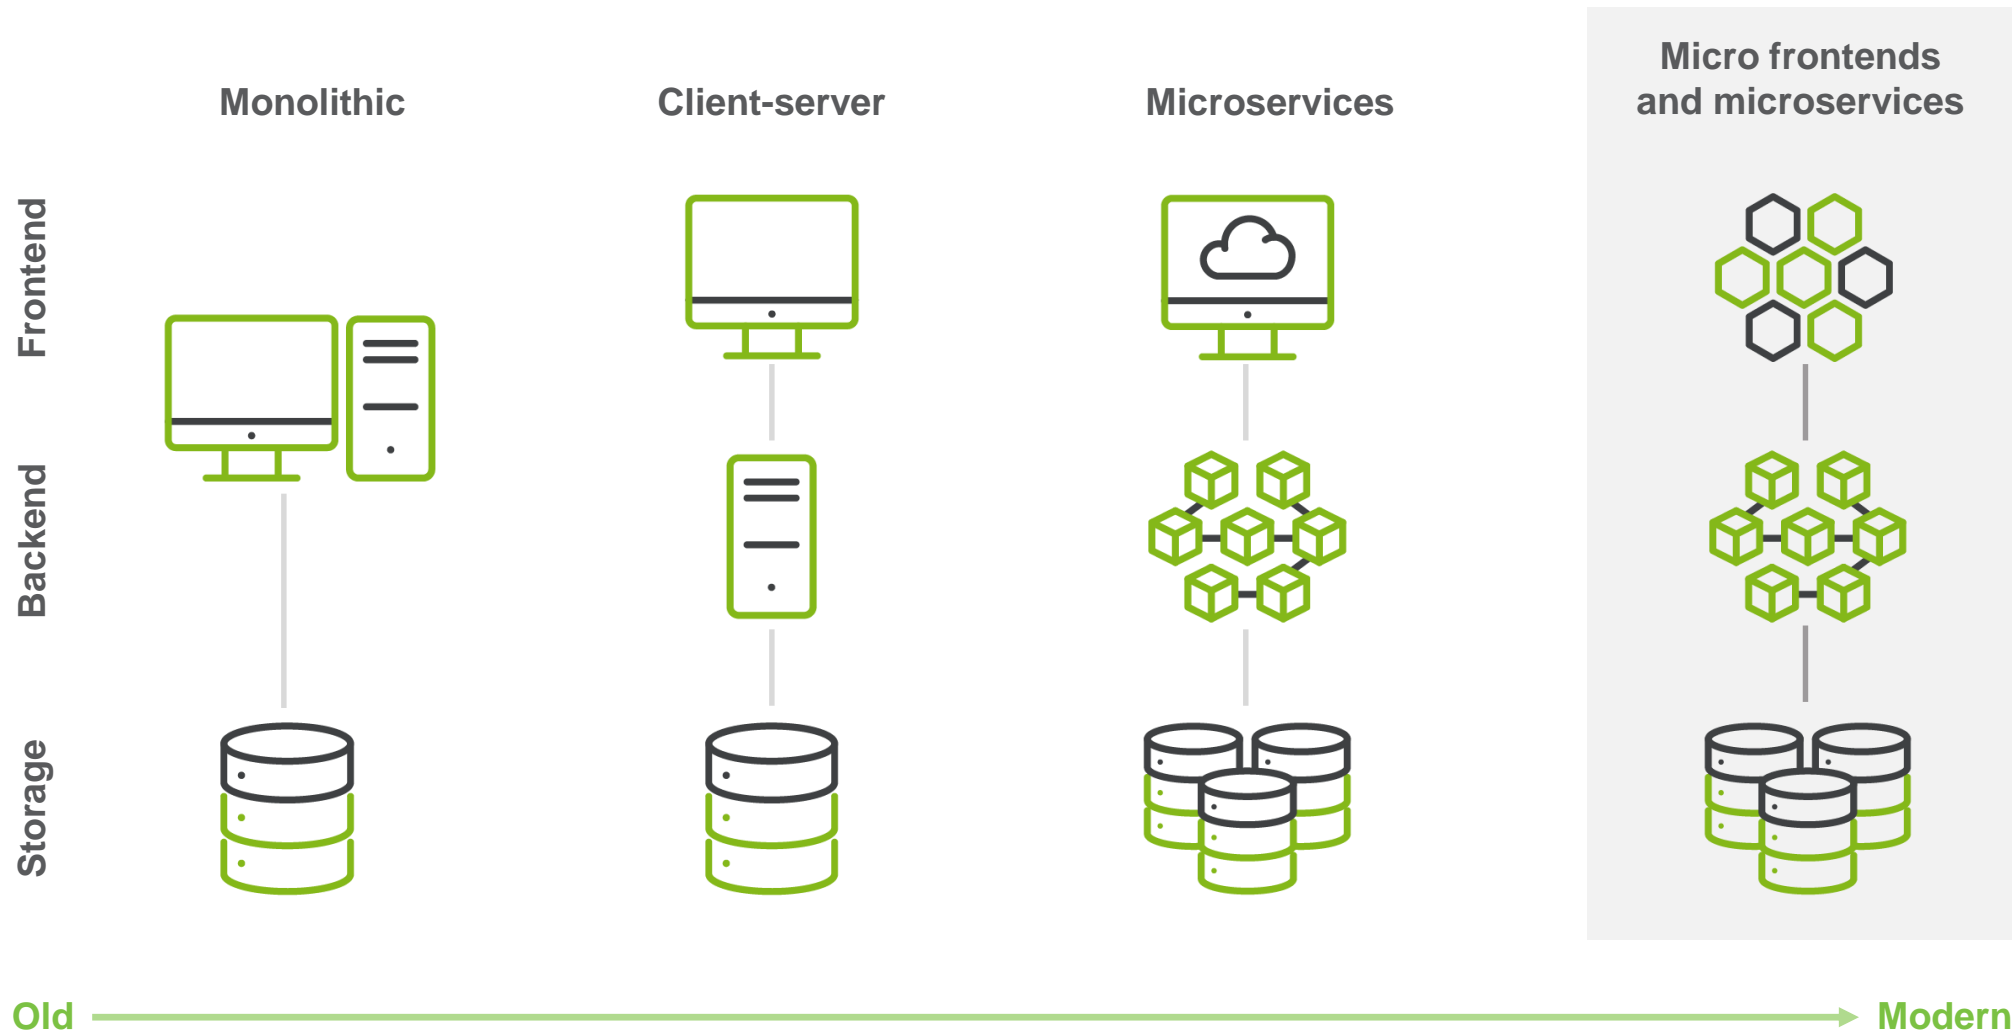 Monolithic
Client-server
Microservices
Micro frontends
and microservices
Frontend
Backend
Storage
Old
Modern